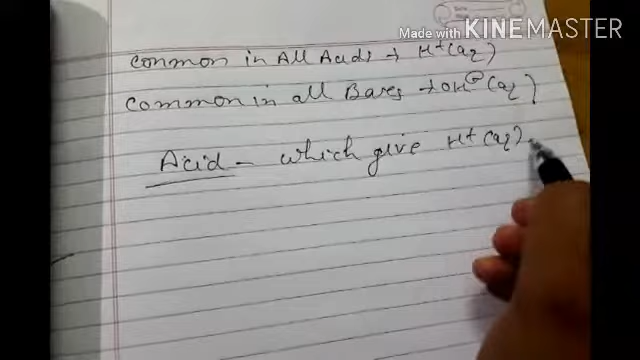 Made with KINEMASTER
Common in All Acids → H⁺(aq)
Common in all Bases → OH⊖(aq)
Acid - which give H⁺(aq).